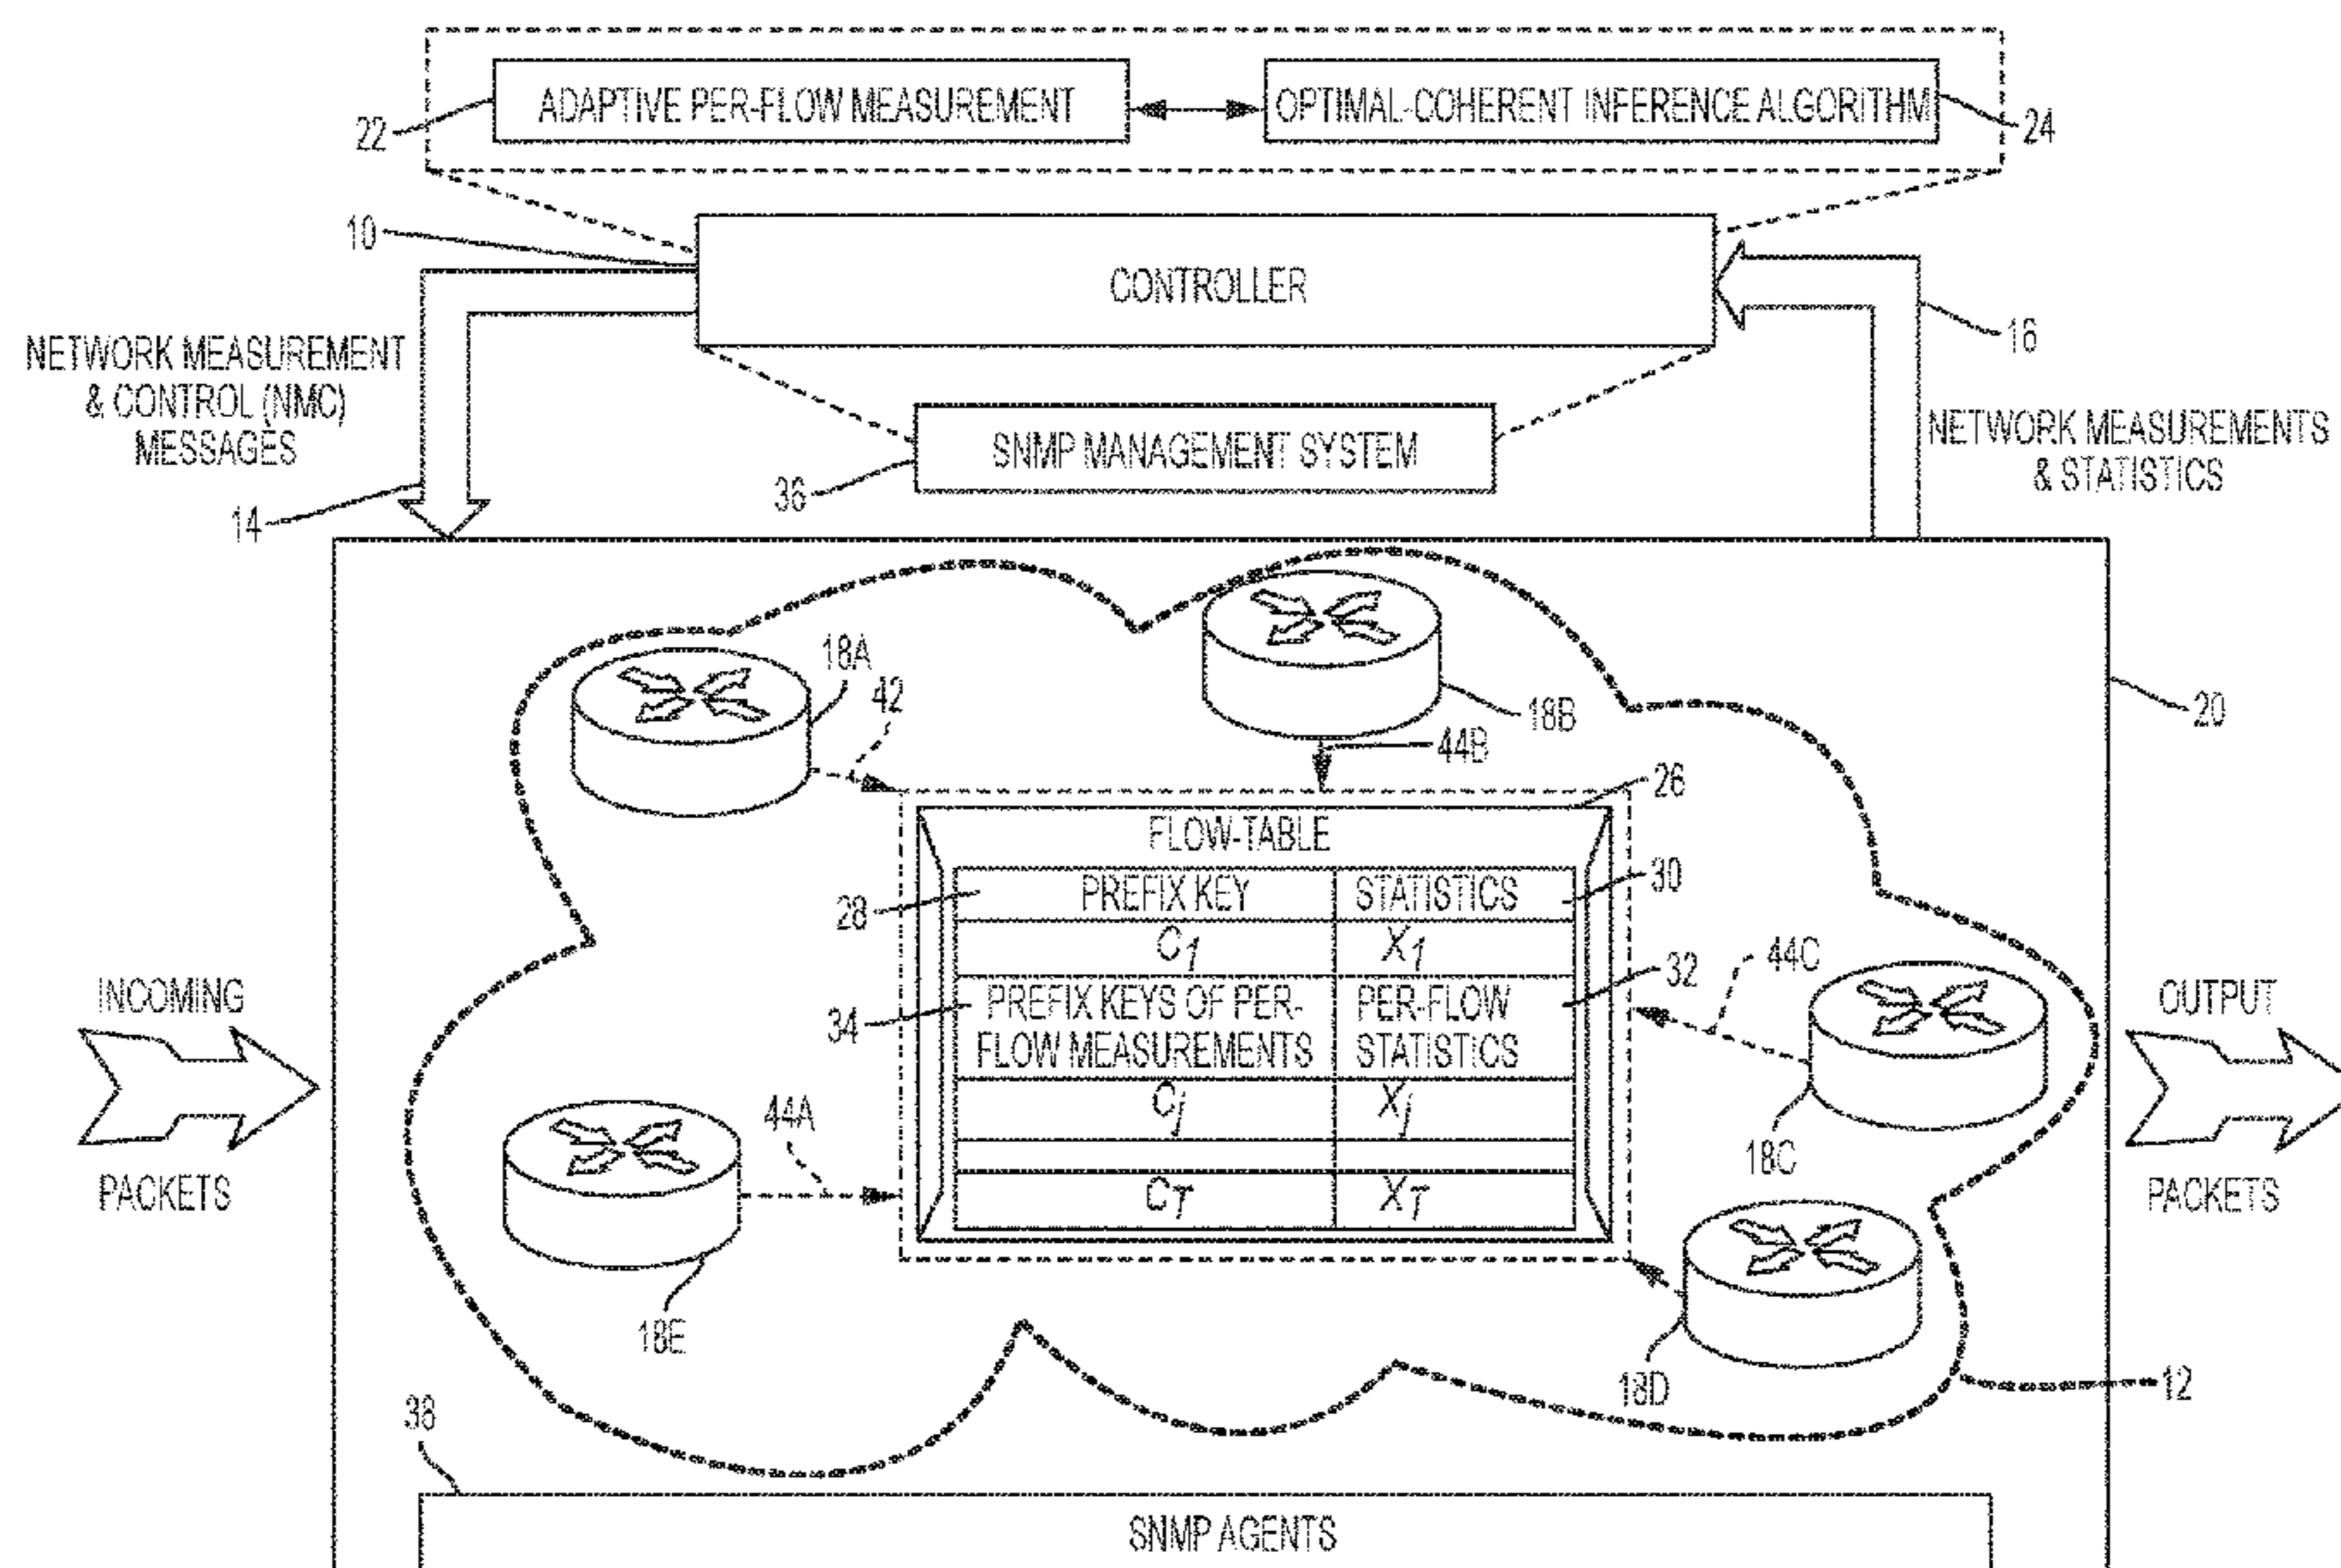 ADAPTIVE PER-FLOW MEASUREMENT
OPTIMAL-COHERENT INFERENCE ALGORITHM
22
24
10
CONTROLLER
16
NETWORK MEASUREMENT
& CONTROL (NMC)
MESSAGES
SNMP MANAGEMENT SYSTEM
NETWORK MEASUREMENTS
& STATISTICS
36
14
18A
42
18B
20
44B
26
FLOW-TABLE
28
PREFIX KEY
STATISTICS
30
C1
X1
44C
32
34
PREFIX KEYS OF PER-
FLOW MEASUREMENTS
PER-FLOW
STATISTICS
INCOMING
PACKETS
OUTPUT
PACKETS
44A
Cj
Xj
18C
CT
XT
18E
18D
12
38
SNMP AGENTS